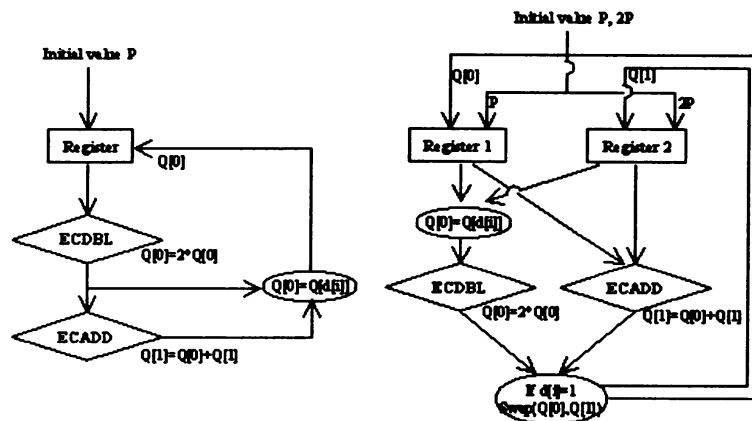 Initial value P
Register
Q[0]
ECDBL
Q[0]=2*Q[0]
Q[0]=Q[d[i]]
ECADD
Q[1]=Q[0]+Q[1]
Initial value P, 2P
Q[0]
Q[1]
P
2P
Register 1
Register 2
Q[0]=Q[d[i]]
ECDBL
ECADD
Q[0]=2*Q[0]
Q[1]=Q[0]+Q[1]
If d[i]=1
Swap(Q[0],Q[1])